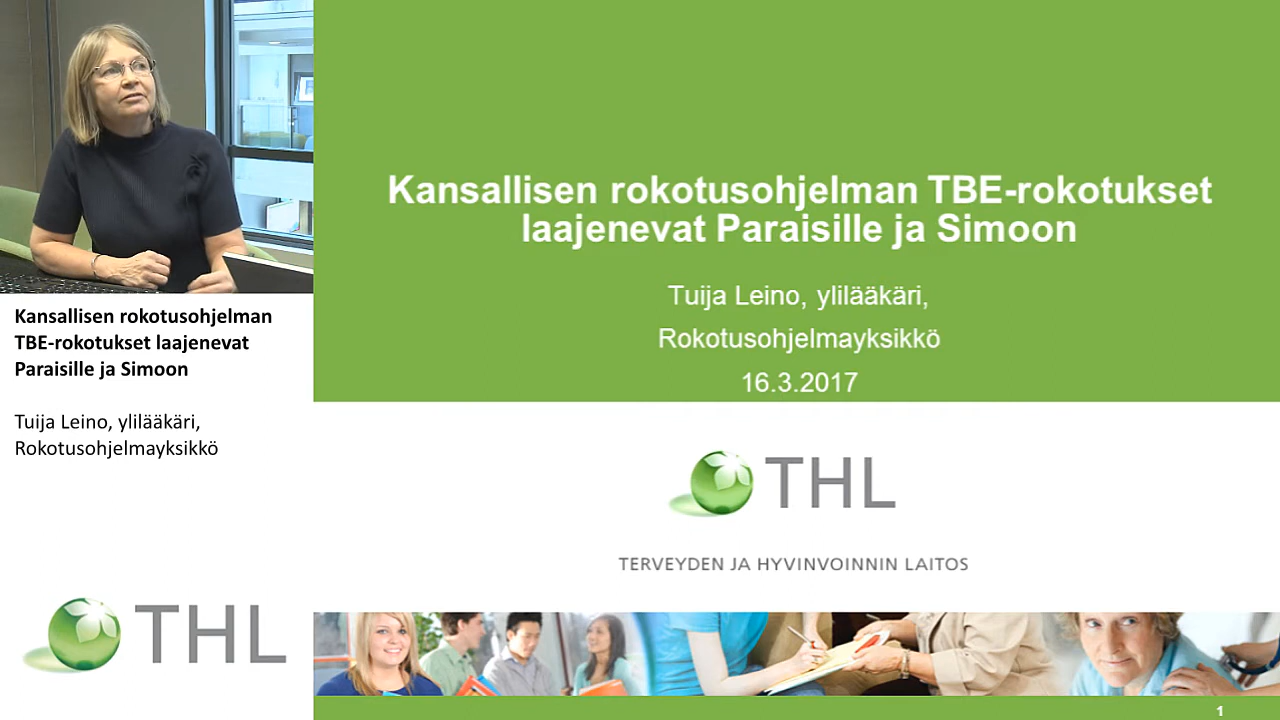 Kansallisen rokotusohjelman
TBE-rokotukset laajenevat
Paraisille ja Simoon
Tuija Leino, ylilääkäri,
Rokotusohjelmayksikkö
THL
Kansallisen rokotusohjelman TBE-rokotukset
laajenevat Paraisille ja Simoon
Tuija Leino, ylilääkäri,
Rokotusohjelmayksikkö
16.3.2017
THL
TERVEYDEN JA HYVINVOINNIN LAITOS
1